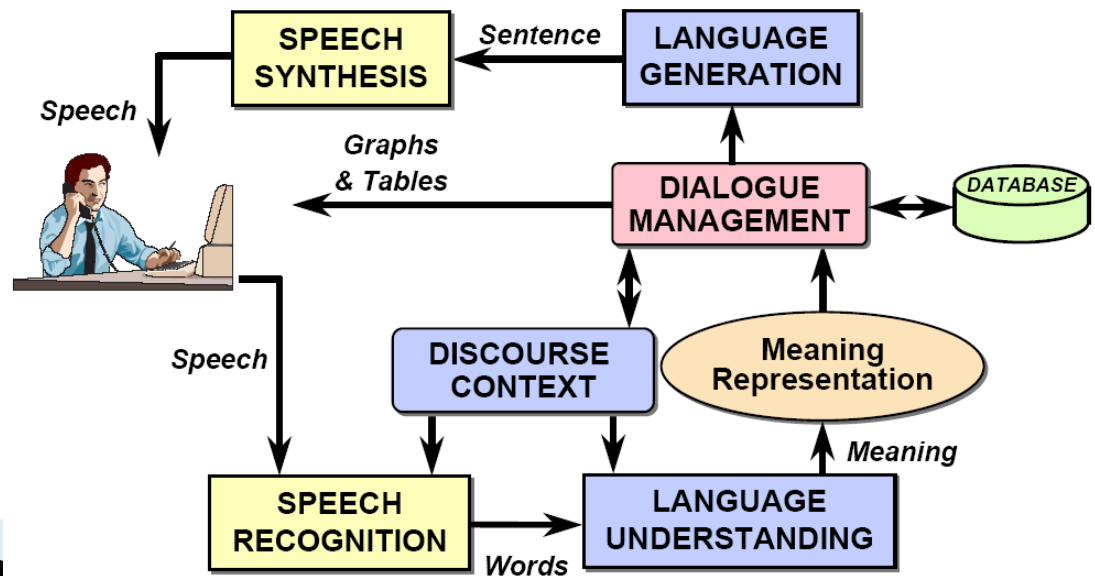 SPEECH
SYNTHESIS
Sentence
LANGUAGE
GENERATION
Speech
Graphs
& Tables
DIALOGUE
MANAGEMENT
DATABASE
Speech
DISCOURSE
CONTEXT
Meaning
Representation
Meaning
SPEECH
RECOGNITION
Words
LANGUAGE
UNDERSTANDING